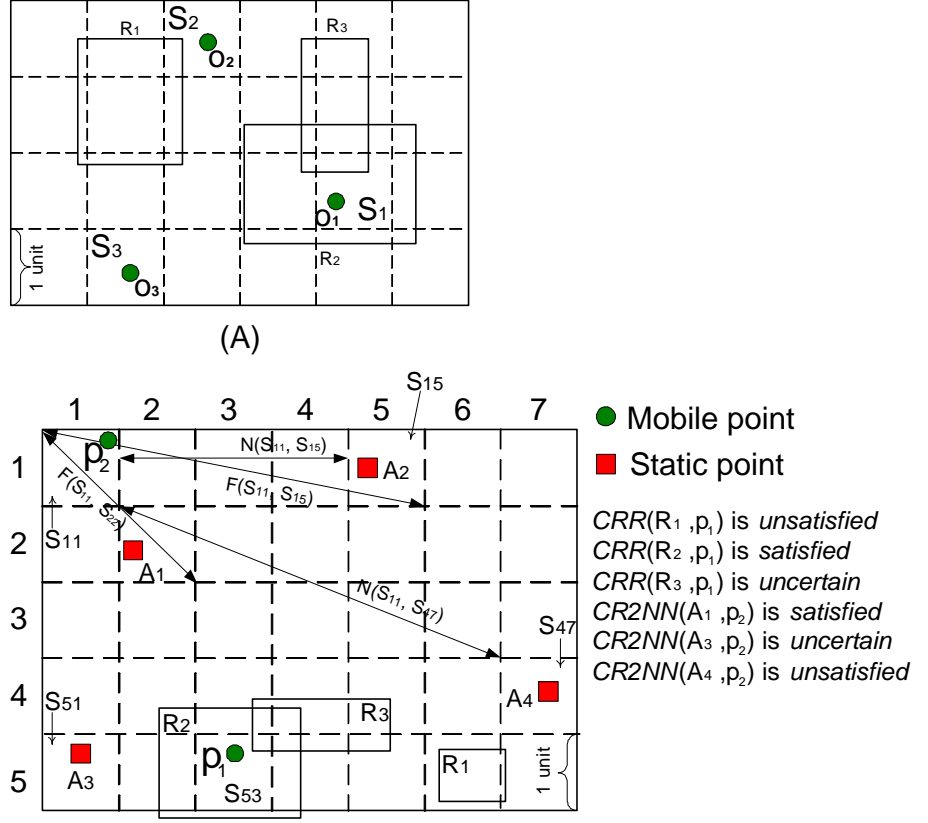 R1 S2 R3
O2
O1 S1
S3 R2
O3
1 unit
(A)
S15
1 2 3 4 5 6 7
1 2 3 4 5
p2 N(S11, S15) A2
F(S11, S15)
F(S11, S22)
S11
A1
N(S11, S47)
S47
S51
A4
R2 R3
p1 R1
A3 S53
1 unit
Mobile point
Static point
CRR(R1 ,p1) is unsatisfied
CRR(R2 ,p1) is satisfied
CRR(R3 ,p1) is uncertain
CR2NN(A1 ,p2) is satisfied
CR2NN(A3 ,p2) is uncertain
CR2NN(A4 ,p2) is unsatisfied